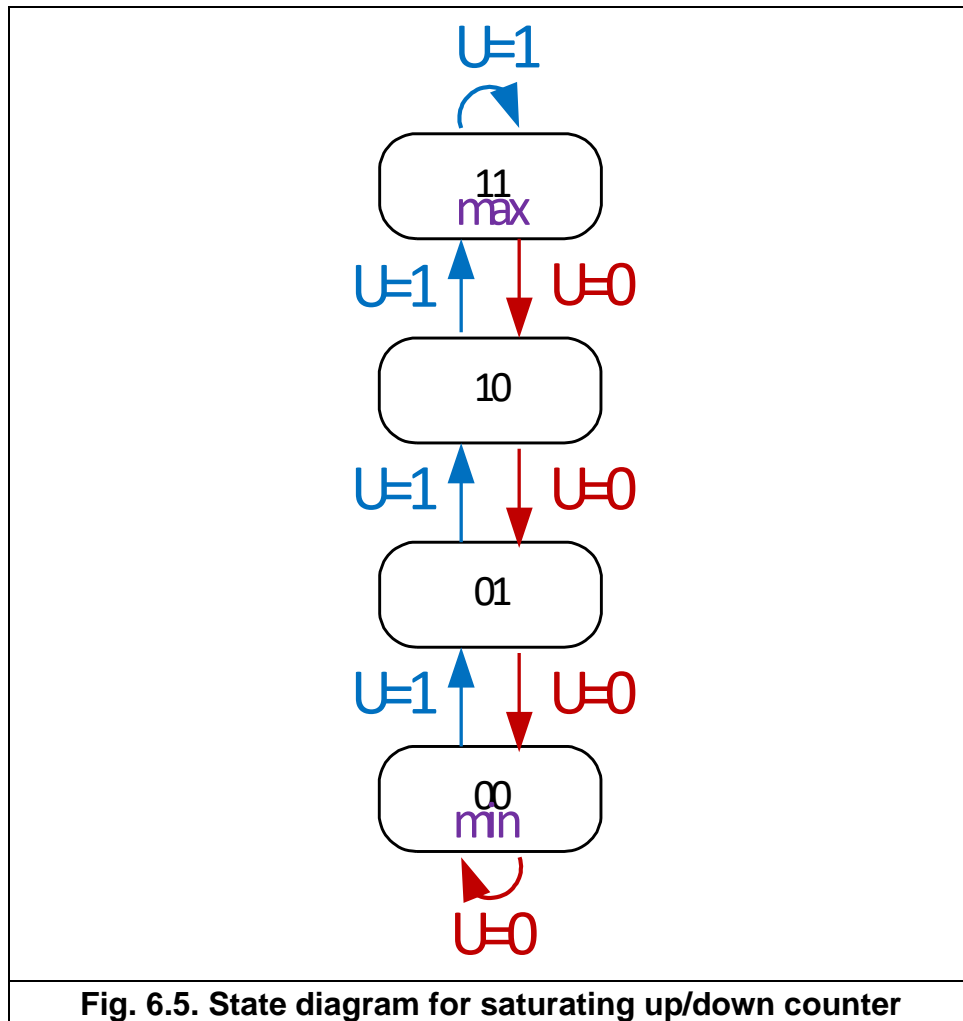 U=1
11
max
U=1 U=0
10
U=1 U=0
01
U=1 U=0
00
min
U=0
Fig. 6.5. State diagram for saturating up/down counter